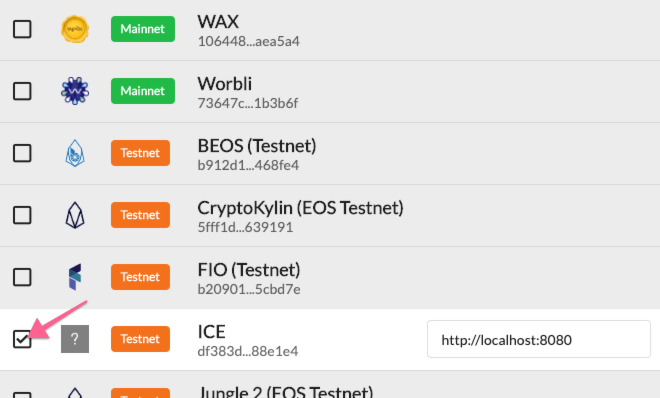 WAX
Mainnet
106448...aea5a4
Worbli
Mainnet
73647c...1b3b6f
BEOS (Testnet)
Testnet
b912d1...468fe4
CryptoKylin (EOS Testnet)
Testnet
5fff1d...639191
FIO (Testnet)
Testnet
b20901...5cbd7e
ICE
?
Testnet
http://localhost:8080
df383d...88e1e4
Testnet
Jungle 2 (EOS Testnet)